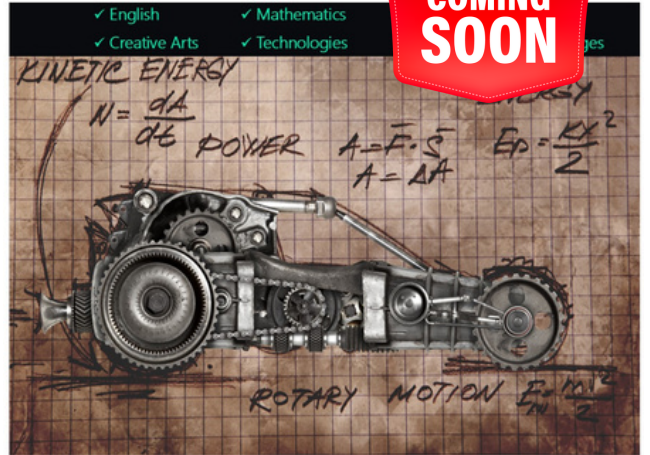 COMING
SOON
✓ English
✓ Mathematics
✓ Creative Arts
✓ Technologies
KINETIC ENERGY
N = dA/dt
POWER
A = F̄ · S̄
A = ΔA
Ep = kx²/2
ROTARY MOTION